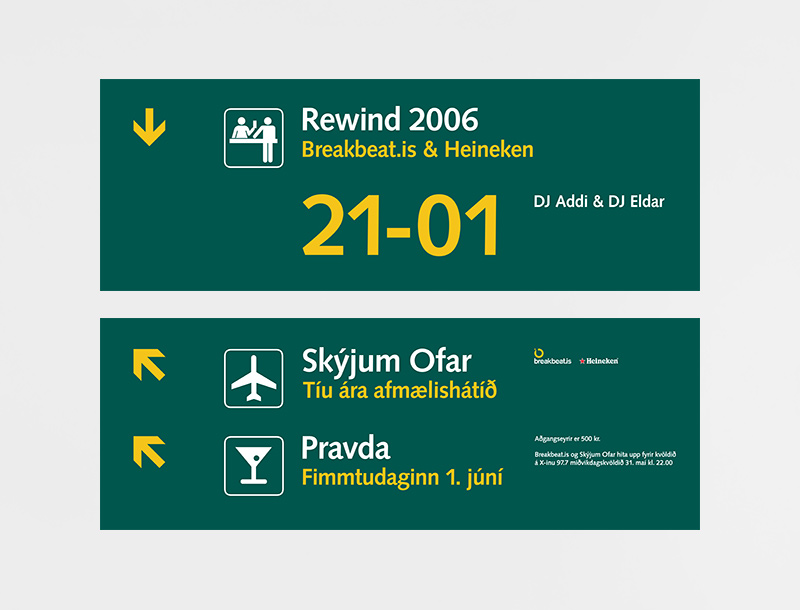 Rewind 2006
Breakbeat.is & Heineken
21-01
DJ Addi & DJ Eldar
Skýjum Ofar
Tíu ára afmælishátíð
breakbeat.is
Heineken
Pravda
Fimmtudaginn 1. júní
Aðgangseyrir er 500 kr.
Breakbeat.is og Skýjum Ofar hita upp fyrir kvöldið
á X-inu 97.7 miðvikudagskvöldið 31. maí kl. 22.00